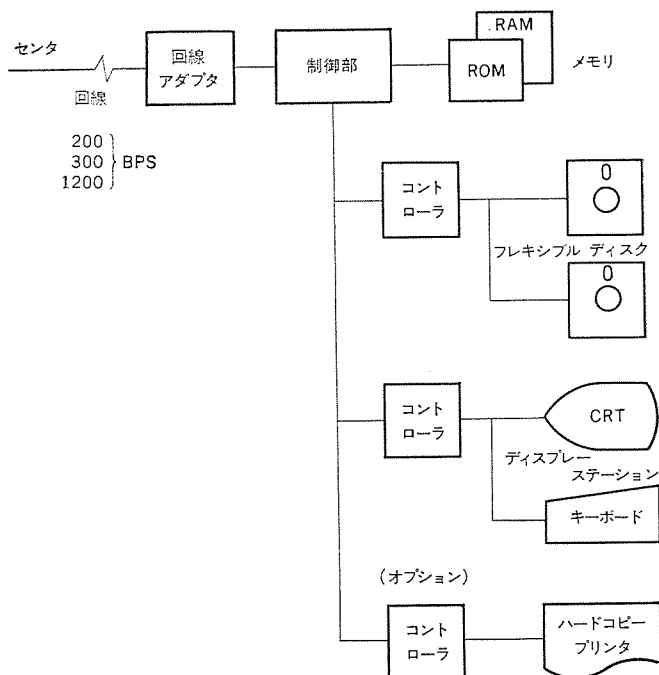 センタ
回線
200
300
1200
BPS
回線
アダプタ
制御部
.RAM
ROM
メモリ
コント
ローラ
フレキシブル ディスク
コント
ローラ
CRT
ディスプレー
ステーション
キーボード
(オプション)
コント
ローラ
ハードコピー
プリンタ